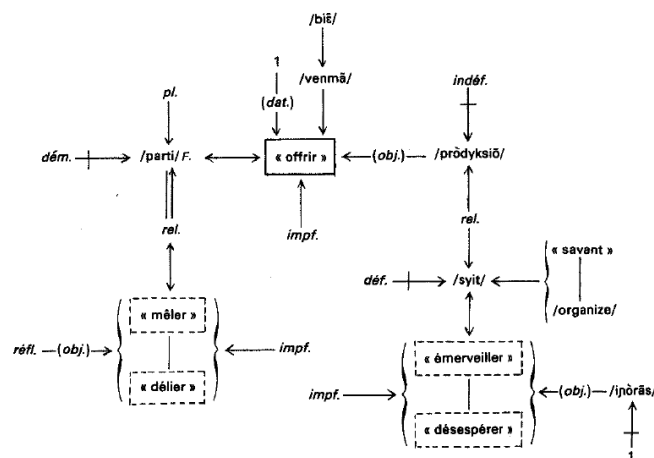 /biɛ̃/
1
/venmã/
indéf.
pl.
(dat.)
dém.
/parti/ F.
« offrir »
(obj.)
/pròdyksiõ/
rel.
impf.
rel.
déf.
/syit/
« savant »
/organize/
réfl.
(obj.)
« mêler »
« délier »
impf.
impf.
« émerveiller »
« désespérer »
(obj.)
/iɲòrãs/
1